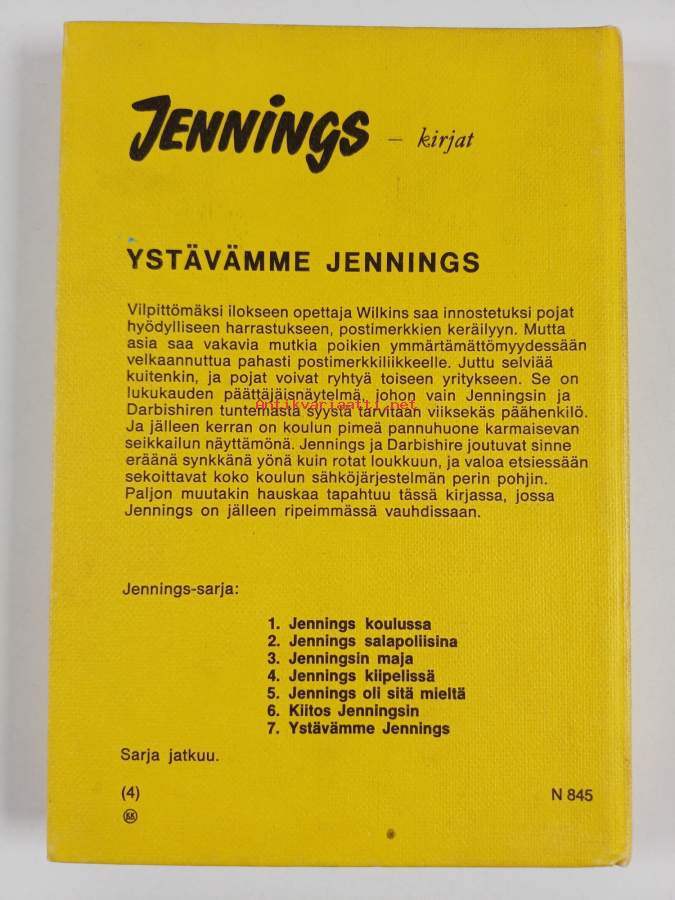 JENNINGS – kirjat
YSTÄVÄMME JENNINGS
Vilpittömäksi ilokseen opettaja Wilkins saa innostetuksi pojat
hyödylliseen harrastukseen, postimerkkien keräilyyn. Mutta
asia saa vakavia mutkia poikien ymmärtämättömyydessään
velkaannuttua pahasti postimerkkiliikkeelle. Juttu selviää
kuitenkin, ja pojat voivat ryhtyä toiseen yritykseen. Se on
lukukauden päättäjäisnäytelmä, johon vain Jenningsin ja
Antikvariaatti.net
Darbishiren tuntemasta syystä tarvitaan viiksekäs päähenkilö.
Ja jälleen kerran on koulun pimeä pannuhuone karmaisevan
seikkailun näyttämönä. Jennings ja Darbishire joutuvat sinne
eräänä synkkänä yönä kuin rotat loukkuun, ja valoa etsiessään
sekoittavat koko koulun sähköjärjestelmän perin pohjin.
Paljon muutakin hauskaa tapahtuu tässä kirjassa, jossa
Jennings on jälleen ripeimmässä vauhdissaan.
Jennings-sarja:
1. Jennings koulussa
2. Jennings salapoliisina
3. Jenningsin maja
4. Jennings kiipelissä
5. Jennings oli sitä mieltä
6. Kiitos Jenningsin
7. Ystävämme Jennings
Sarja jatkuu.
(4) N 845